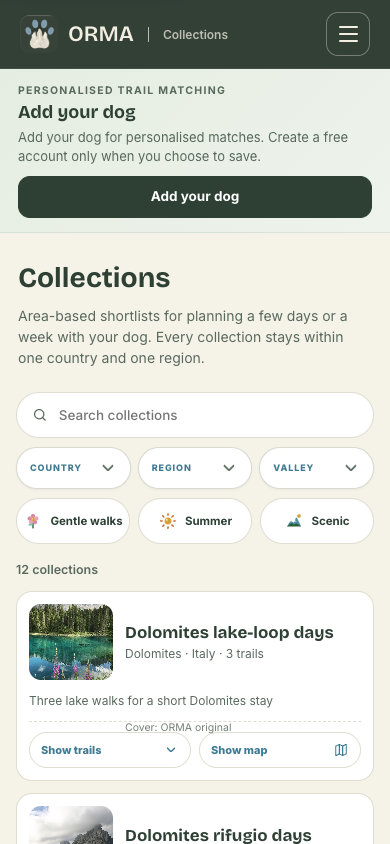 ORMA
Collections
PERSONALISED TRAIL MATCHING
Add your dog
Add your dog for personalised matches. Create a free
account only when you choose to save.
Add your dog
Collections
Area-based shortlists for planning a few days or a
week with your dog. Every collection stays within
one country and one region.
Search collections
COUNTRY
REGION
VALLEY
Gentle walks
Summer
Scenic
12 collections
Dolomites lake-loop days
Dolomites · Italy · 3 trails
Three lake walks for a short Dolomites stay
Cover: ORMA original
Show trails
Show map
Dolomites rifugio days